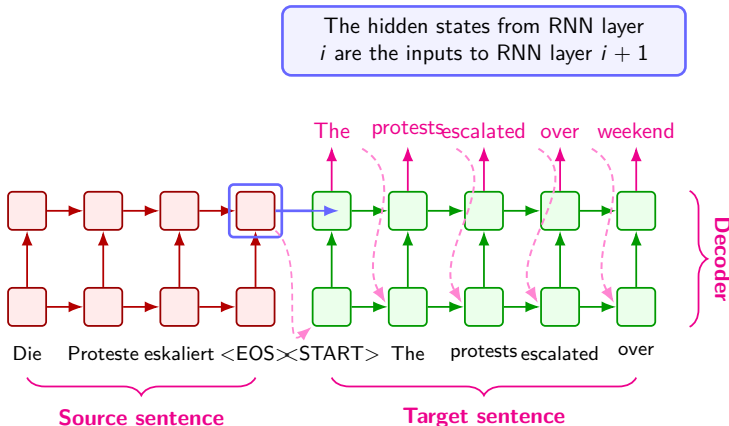 The hidden states from RNN layer
i are the inputs to RNN layer i + 1
The protests escalated over weekend
Decoder
Die Proteste eskaliert <EOS> <START> The protests escalated over
Source sentence Target sentence